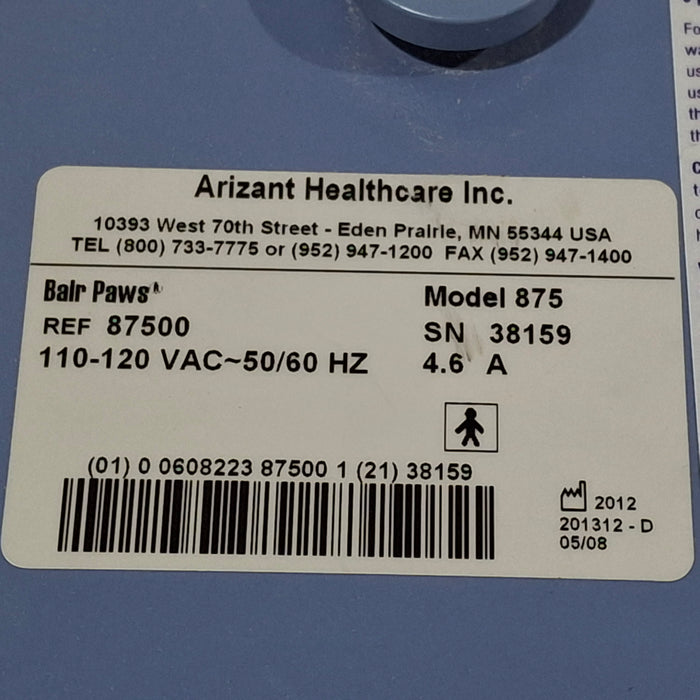 Arizant Healthcare Inc.
10393 West 70th Street - Eden Prairie, MN 55344 USA
TEL (800) 733-7775 or (952) 947-1200 FAX (952) 947-1400
Bair Paws
Model 875
REF 87500
SN 38159
110-120 VAC~50/60 HZ
4.6 A
(01) 0 0608223 87500 1 (21) 38159
2012
201312 - D
05/08